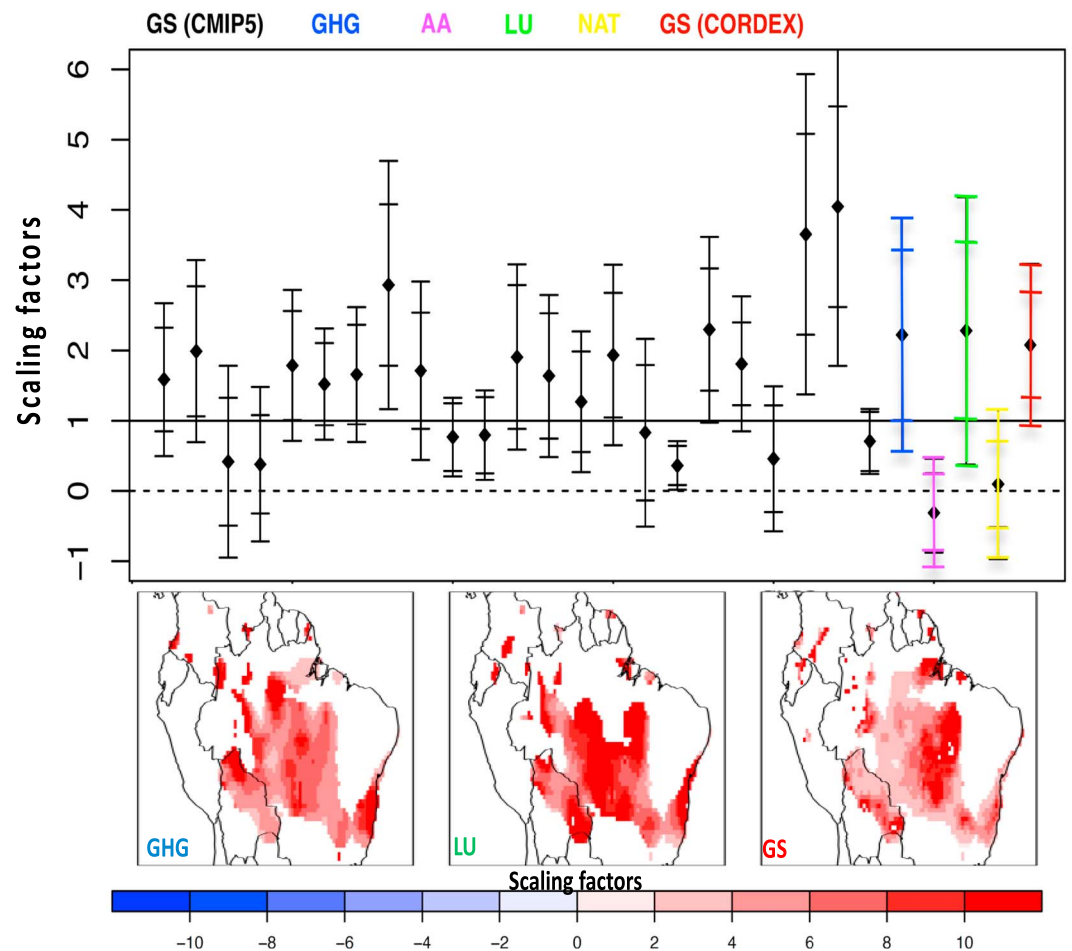 GS (CMIP5) GHG AA LU NAT GS (CORDEX)
6
5
4
3
2
1
0
−1
Scaling factors
GHG
LU
GS
Scaling factors
−10 −8 −6 −4 −2 0 2 4 6 8 10